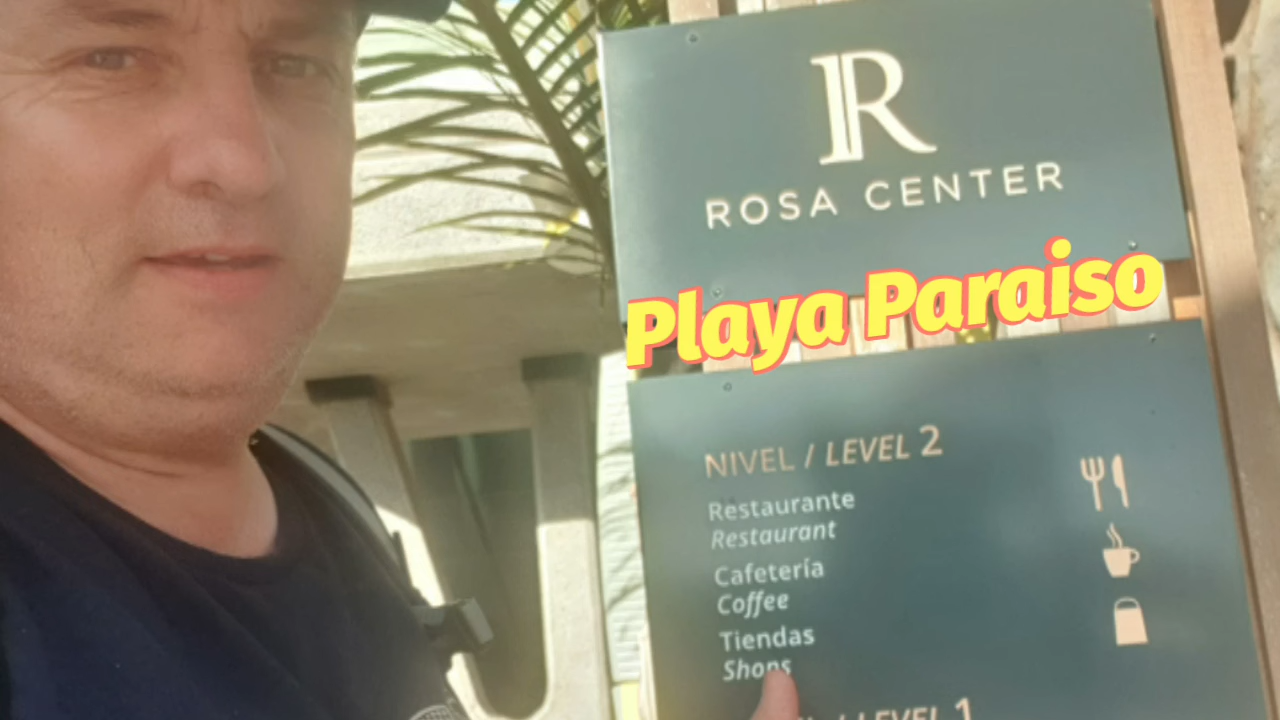 R
ROSA CENTER
Playa Paraiso
NIVEL / LEVEL 2
Restaurante
Restaurant
Cafetería
Coffee
Tiendas
Shops
/ LEVEL 1